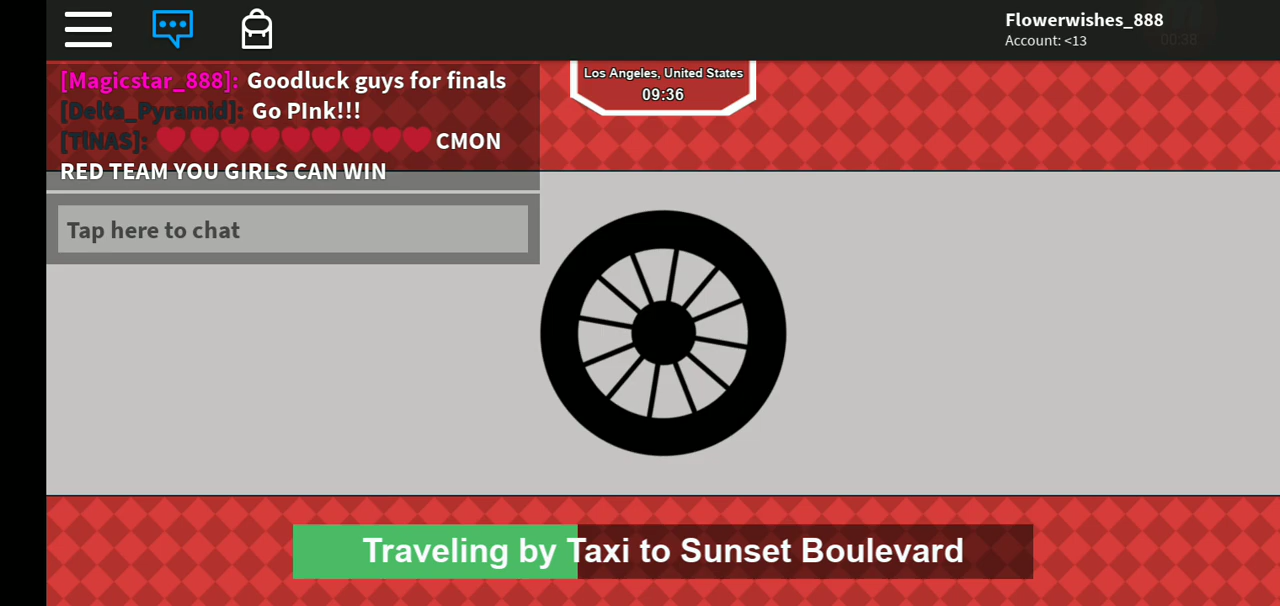 Flowerwishes_888
Account: <13
00:38
[Magicstar_888]: Goodluck guys for finals
[Delta_Pyramid]: Go PInk!!!
[TINAS]: ❤❤❤❤❤❤❤❤❤ CMON
RED TEAM YOU GIRLS CAN WIN
Tap here to chat
Los Angeles, United States
09:36
Traveling by Taxi to Sunset Boulevard